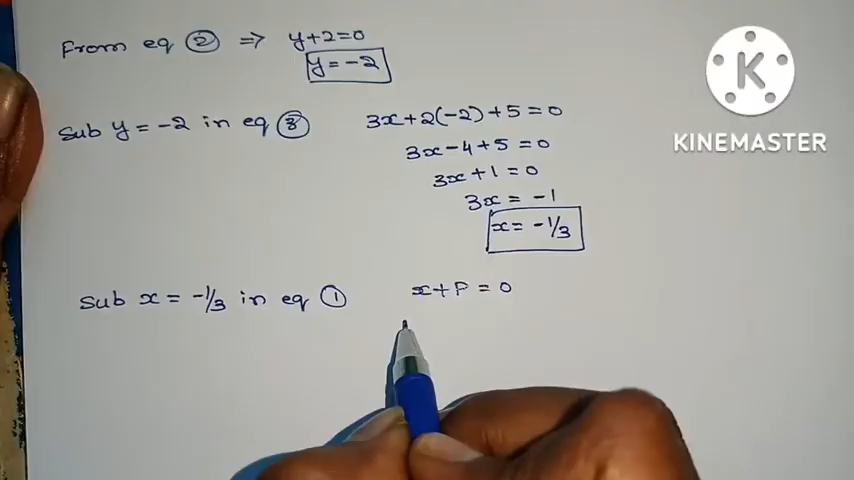 From eq ② ⇒ y+2=0
y=-2
Sub y=-2 in eq ③ 3x+2(-2)+5=0
3x-4+5=0
3x+1=0
3x=-1
x=-1/3
Sub x=-1/3 in eq ① x+P=0
K
KINEMASTER